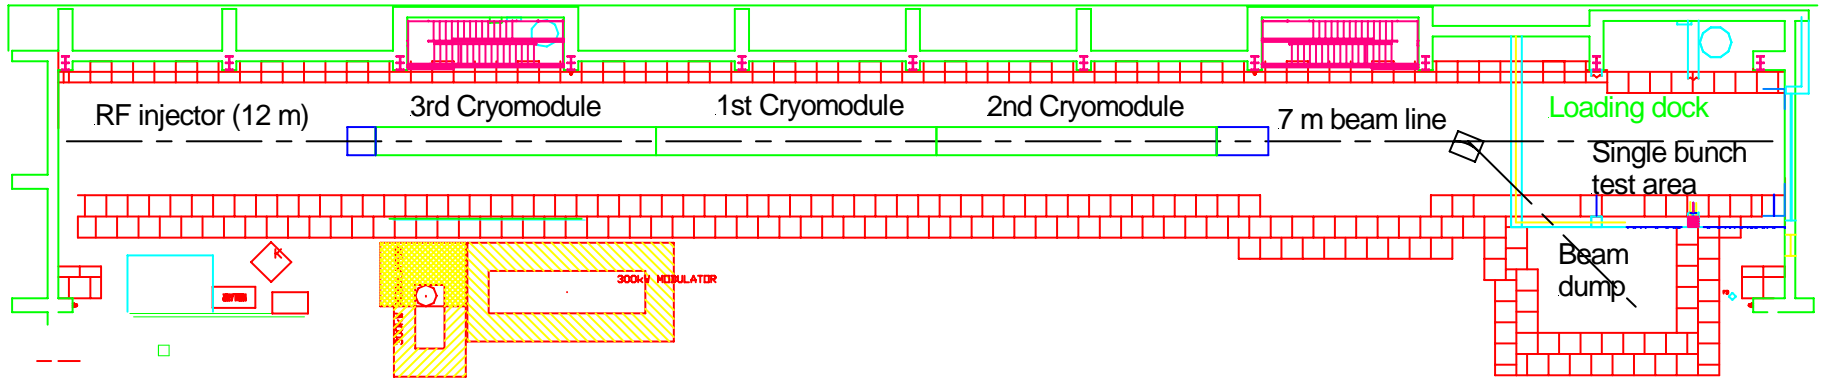 RF injector (12 m)
3rd Cryomodule
1st Cryomodule
2nd Cryomodule
7 m beam line
Loading dock
Single bunch
test area
Beam
dump
300kW MODULATOR
K